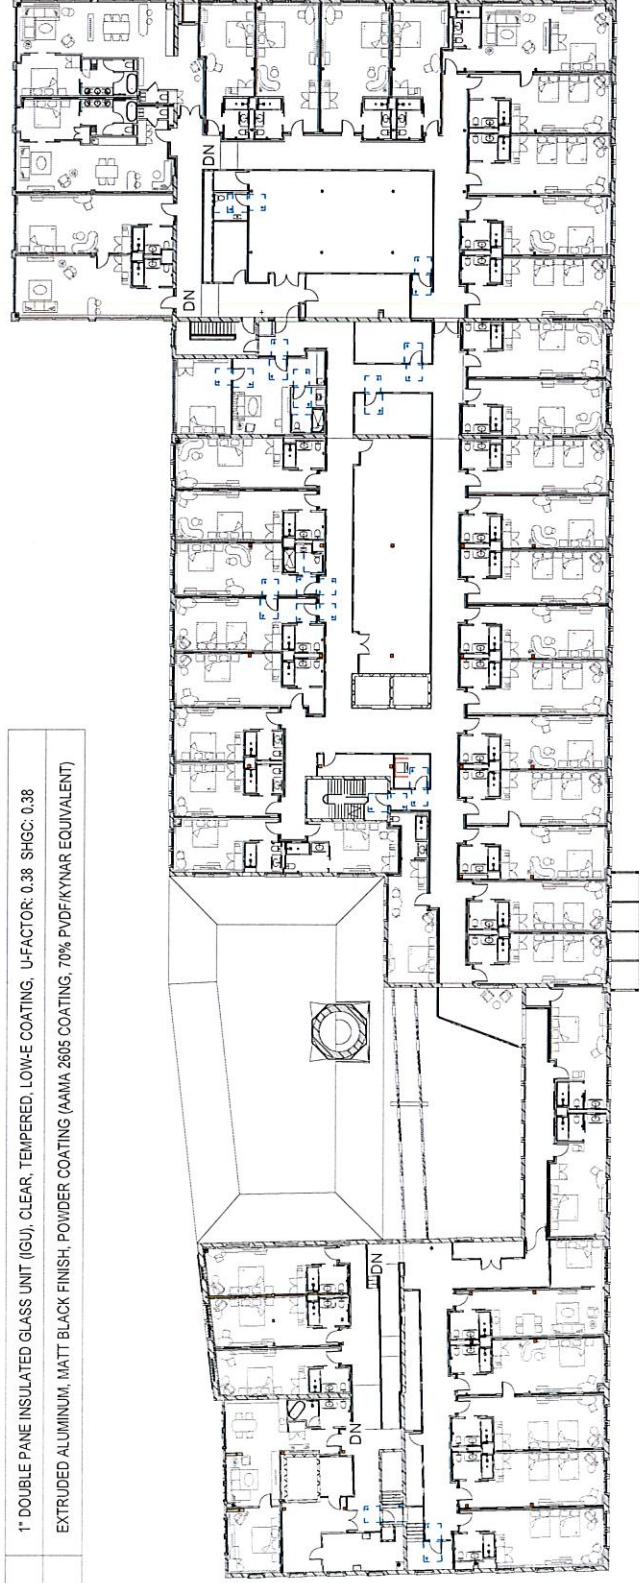 1" DOUBLE PANE INSULATED GLASS UNIT (IGU), CLEAR, TEMPERED, LOW-E COATING, U-FACTOR: 0.38 SHGC: 0.38
EXTRUDED ALUMINUM, MATT BLACK FINISH, POWDER COATING (AAMA 2605 COATING, 70% PVDF/KYNAR EQUIVALENT)
DN
DN
DN
DN